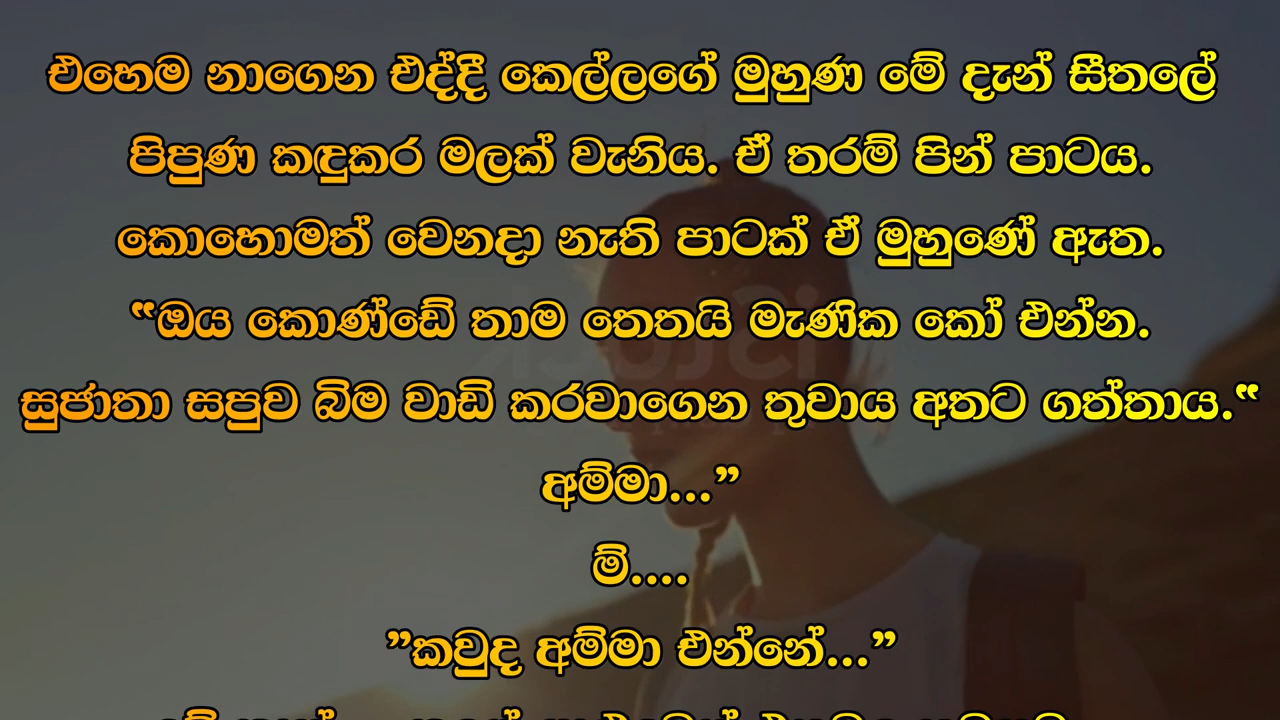 එහෙම නාගෙන එද්දී කෙල්ලගේ මුහුණ මේ දැන් සීතලේ
පිපුණ කඳුකර මලක් වැනිය. ඒ තරම් පින් පාටය.
කොහොමත් වෙනදා නැති පාටක් ඒ මුහුණේ ඇත.
“ඔය කොණ්ඩේ තාම තෙතයි මැණික කෝ එන්න.
සුජාතා සපුව බිම වාඩි කරවාගෙන තුවාය අතට ගත්තාය.“
අම්මා...”
ම්....
”කවුද අම්මා එන්නේ...”